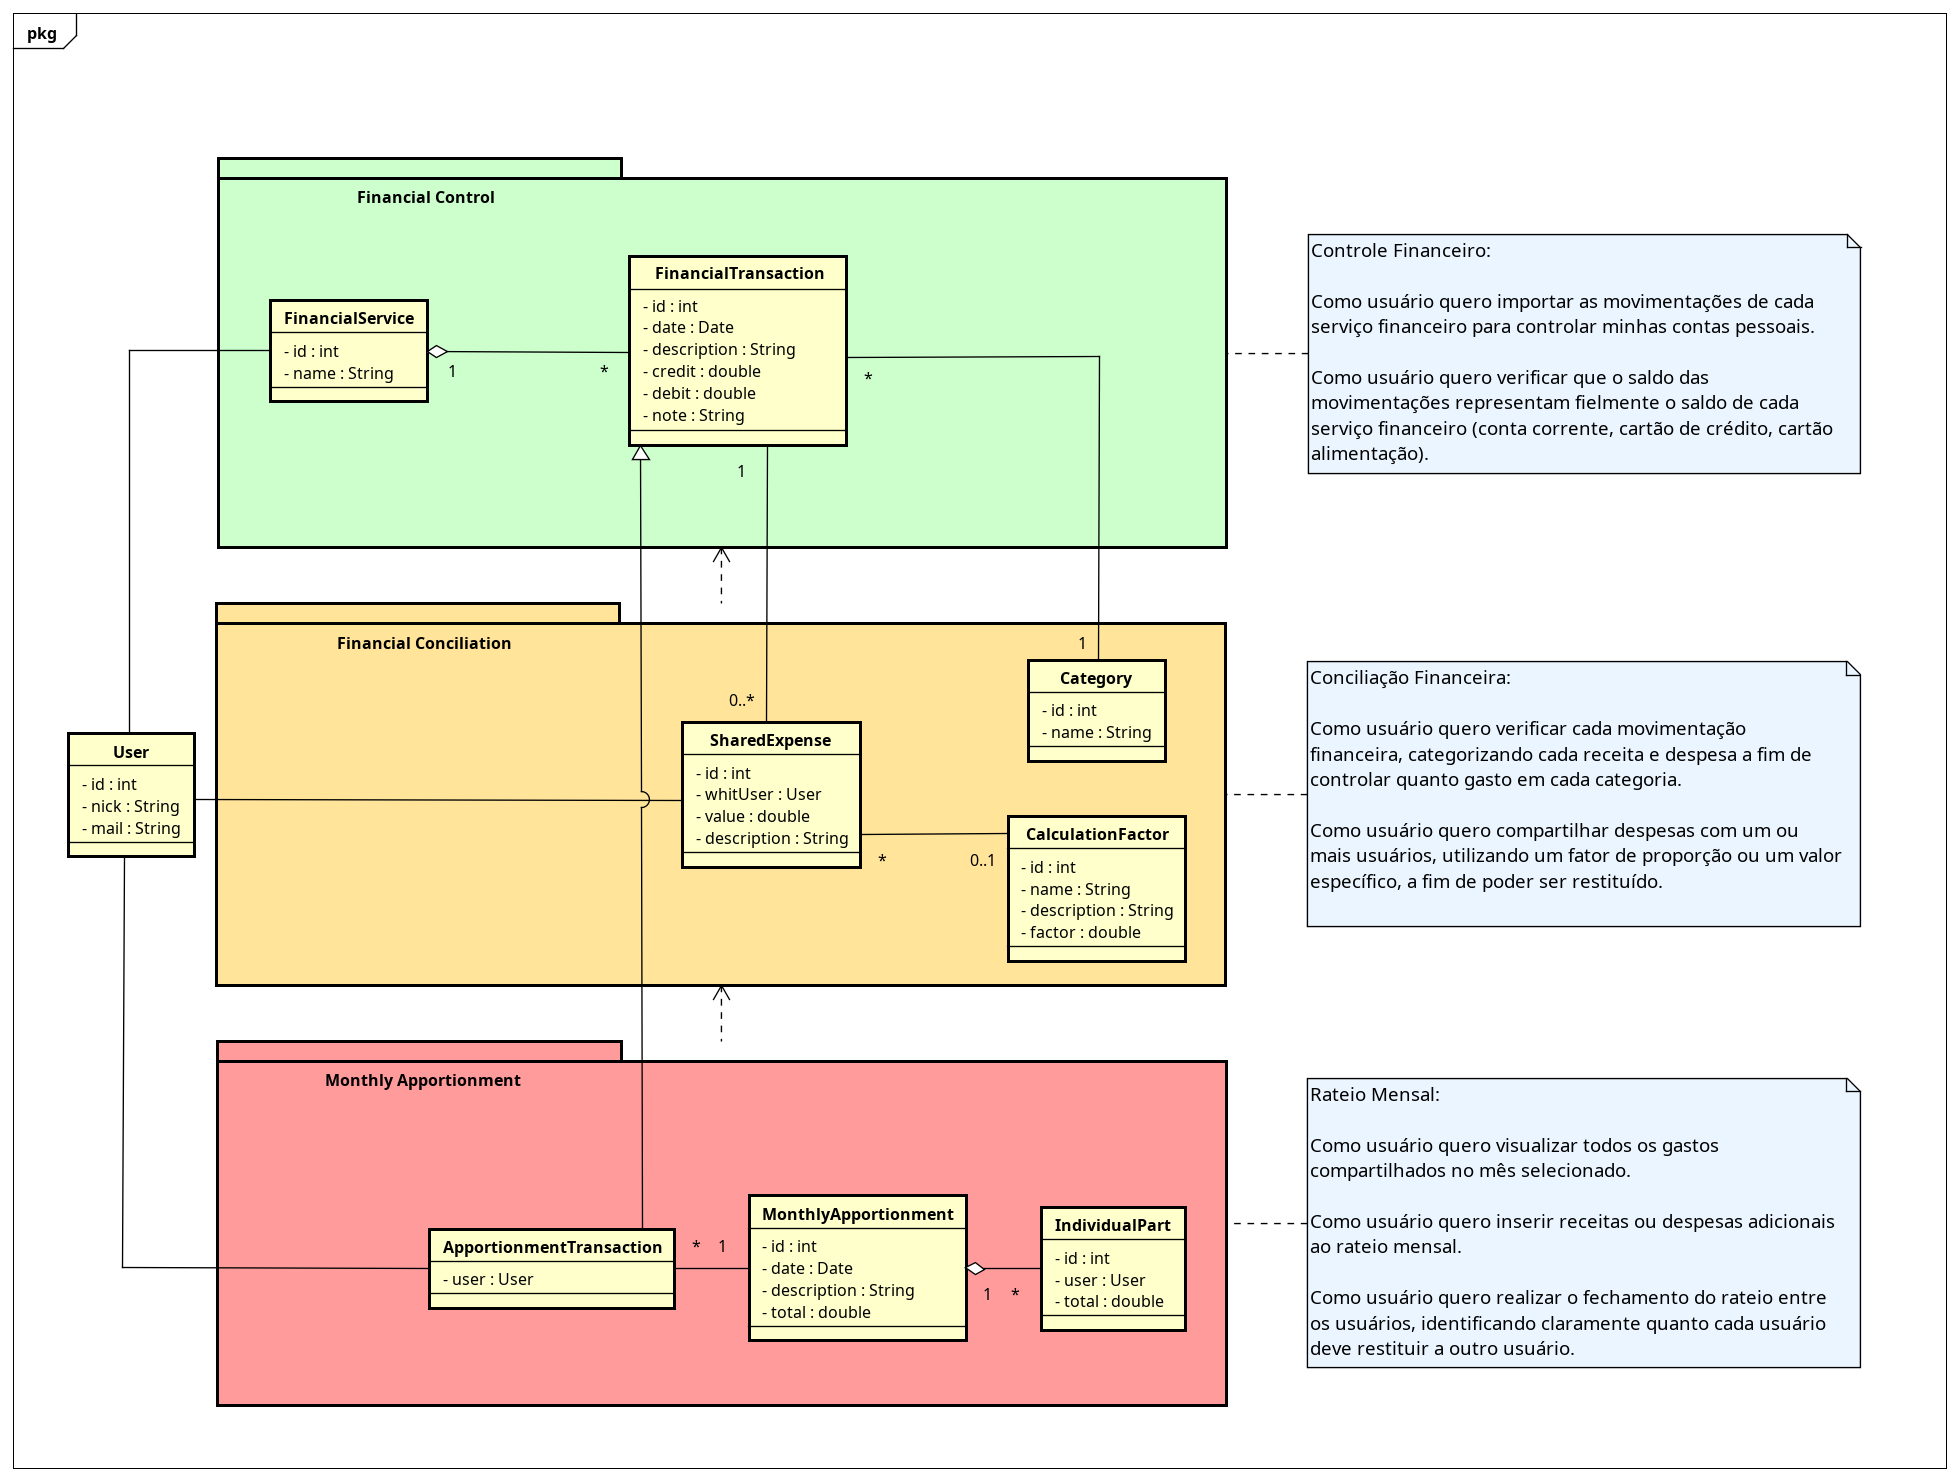 pkg
Financial Control
FinancialService
- id : int
- name : String
1
*
FinancialTransaction
- id : int
- date : Date
- description : String
- credit : double
- debit : double
- note : String
*
1
Controle Financeiro:
Como usuário quero importar as movimentações de cada
serviço financeiro para controlar minhas contas pessoais.
Como usuário quero verificar que o saldo das
movimentações representam fielmente o saldo de cada
serviço financeiro (conta corrente, cartão de crédito, cartão
alimentação).
Financial Conciliation
1
Category
- id : int
- name : String
0..*
SharedExpense
- id : int
- whitUser : User
- value : double
- description : String
*
0..1
CalculationFactor
- id : int
- name : String
- description : String
- factor : double
User
- id : int
- nick : String
- mail : String
Conciliação Financeira:
Como usuário quero verificar cada movimentação
financeira, categorizando cada receita e despesa a fim de
controlar quanto gasto em cada categoria.
Como usuário quero compartilhar despesas com um ou
mais usuários, utilizando um fator de proporção ou um valor
específico, a fim de poder ser restituído.
Monthly Apportionment
ApportionmentTransaction
- user : User
*
1
MonthlyApportionment
- id : int
- date : Date
- description : String
- total : double
1
*
IndividualPart
- id : int
- user : User
- total : double
Rateio Mensal:
Como usuário quero visualizar todos os gastos
compartilhados no mês selecionado.
Como usuário quero inserir receitas ou despesas adicionais
ao rateio mensal.
Como usuário quero realizar o fechamento do rateio entre
os usuários, identificando claramente quanto cada usuário
deve restituir a outro usuário.